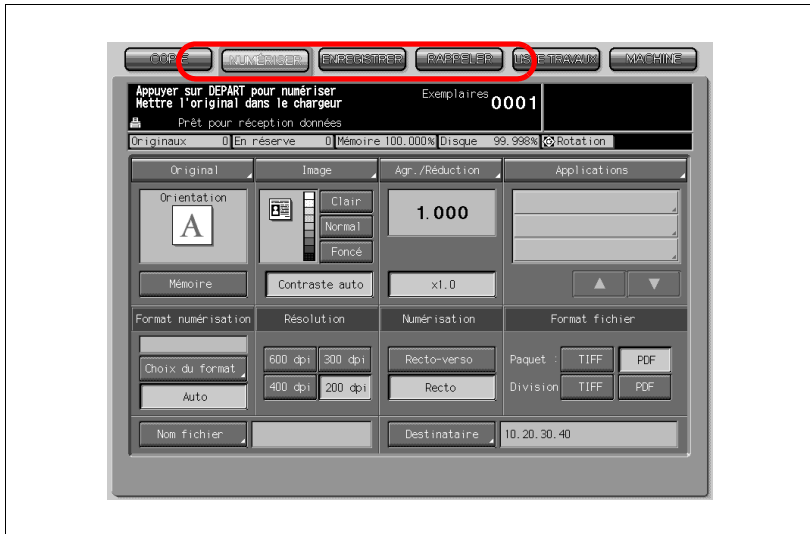 COPIE NUMÉRISER ENREGISTRER RAPPELER LISTE TRAVAUX MACHINE
Appuyer sur DEPART pour numériser
Mettre l'original dans le chargeur
Exemplaires 0001
Prêt pour réception données
Originaux 0 En réserve 0 Mémoire 100.000% Disque 99.998% Rotation
Original Image Agr./Réduction Applications
Orientation
A
Clair
Normal
Foncé
1.000
Mémoire Contraste auto x1.0
Format numérisation Résolution Numérisation Format fichier
Choix du format
Auto
600 dpi 300 dpi
400 dpi 200 dpi
Recto-verso
Recto
Paquet : TIFF PDF
Division TIFF PDF
Nom fichier Destinataire 10.20.30.40